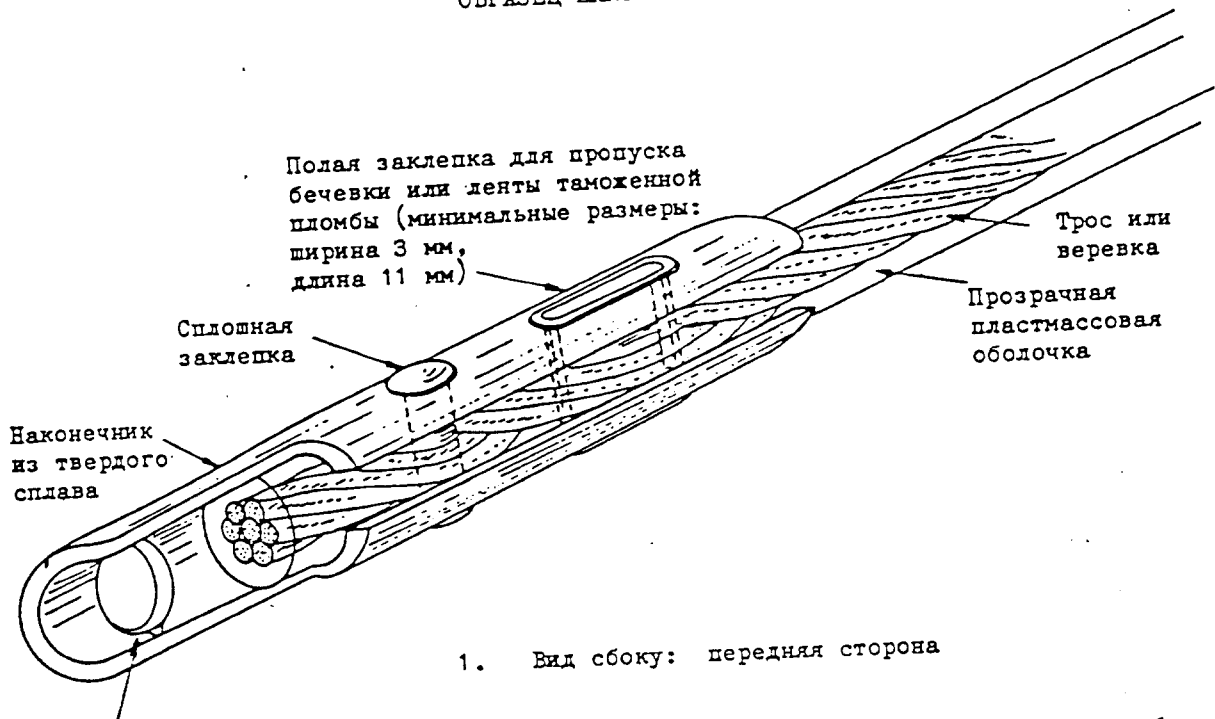 ОБРАЗЕЦ
Полая заклепка для пропуска
бечевки или ленты таможенной
пломбы (минимальные размеры:
ширина 3 мм,
длина 11 мм)
Трос или
веревка
Прозрачная
пластмассовая
оболочка
Сплошная
заклепка
Наконечник
из твердого
сплава
1. Вид сбоку: передняя сторона